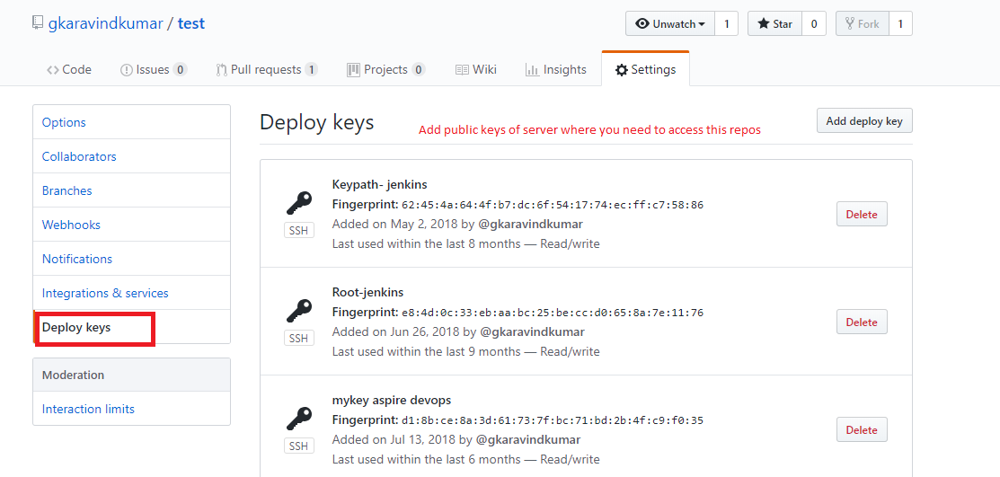 gkaravindkumar / test
Unwatch 1 Star 0 Fork 1
Code Issues 0 Pull requests 1 Projects 0 Wiki Insights Settings
Options
Collaborators
Branches
Webhooks
Notifications
Integrations & services
Deploy keys
Moderation
Interaction limits
Deploy keys
Add public keys of server where you need to access this repos
Add deploy key
Keypath- jenkins
Fingerprint: 62:45:4a:64:4f:b7:dc:6f:54:17:74:ec:ff:c7:58:86
SSH
Added on May 2, 2018 by @gkaravindkumar
Last used within the last 8 months — Read/write
Delete
Root-jenkins
Fingerprint: e8:4d:0c:33:eb:aa:bc:25:be:cc:d0:65:8a:7e:11:76
SSH
Added on Jun 26, 2018 by @gkaravindkumar
Last used within the last 9 months — Read/write
Delete
mykey aspire devops
Fingerprint: d1:8b:ce:8a:3d:61:73:7f:bc:71:bd:2b:4f:c9:f0:35
SSH
Added on Jul 13, 2018 by @gkaravindkumar
Last used within the last 6 months — Read/write
Delete